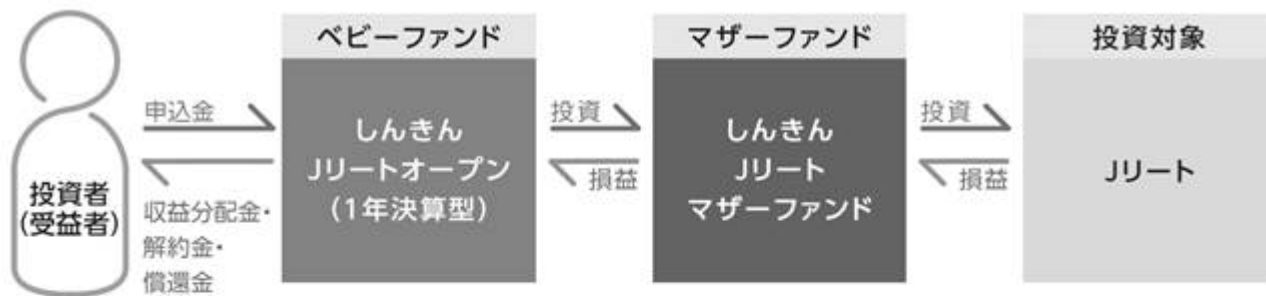 投資者
(受益者)
申込金
収益分配金・
解約金・
償還金
ベビーファンド
しんきん
Jリートオープン
(1年決算型)
投資
損益
マザーファンド
しんきん
Jリート
マザーファンド
投資
損益
投資対象
Jリート